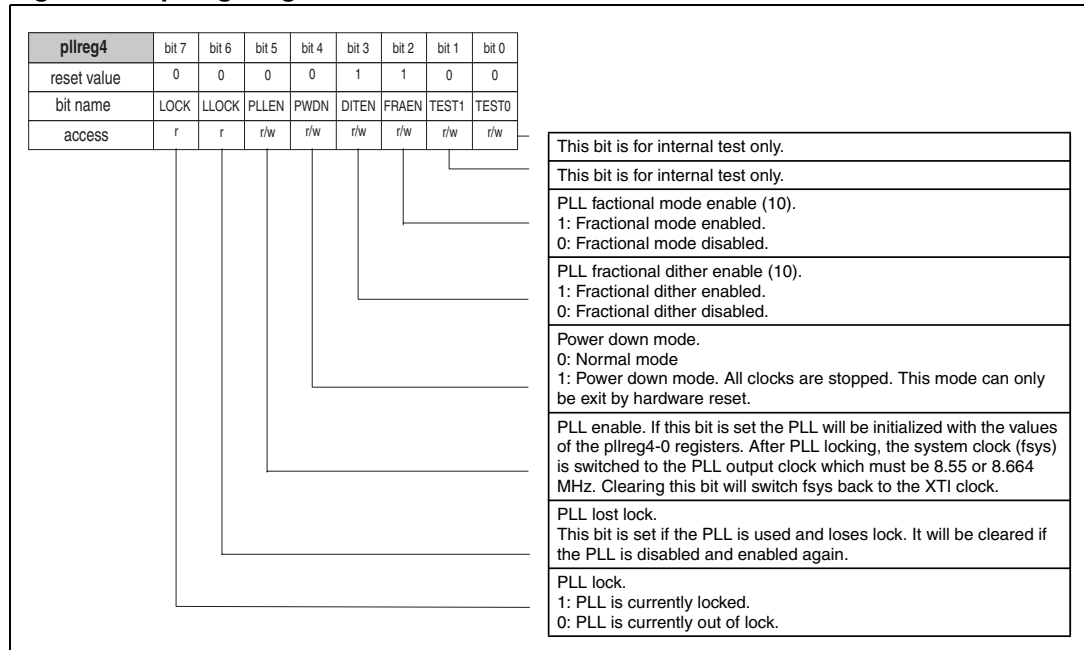 pllreg4 bit 7 bit 6 bit 5 bit 4 bit 3 bit 2 bit 1 bit 0
reset value 0 0 0 0 1 1 0 0
bit name LOCK LLOCK PLLEN PWDN DITEN FRAEN TEST1 TEST0
access r r r/w r/w r/w r/w r/w r/w
This bit is for internal test only.
This bit is for internal test only.
PLL factional mode enable (10).
1: Fractional mode enabled.
0: Fractional mode disabled.
PLL fractional dither enable (10).
1: Fractional dither enabled.
0: Fractional dither disabled.
Power down mode.
0: Normal mode
1: Power down mode. All clocks are stopped. This mode can only
be exit by hardware reset.
PLL enable. If this bit is set the PLL will be initialized with the values
of the pllreg4-0 registers. After PLL locking, the system clock (fsys)
is switched to the PLL output clock which must be 8.55 or 8.664
MHz. Clearing this bit will switch fsys back to the XTI clock.
PLL lost lock.
This bit is set if the PLL is used and loses lock. It will be cleared if
the PLL is disabled and enabled again.
PLL lock.
1: PLL is currently locked.
0: PLL is currently out of lock.